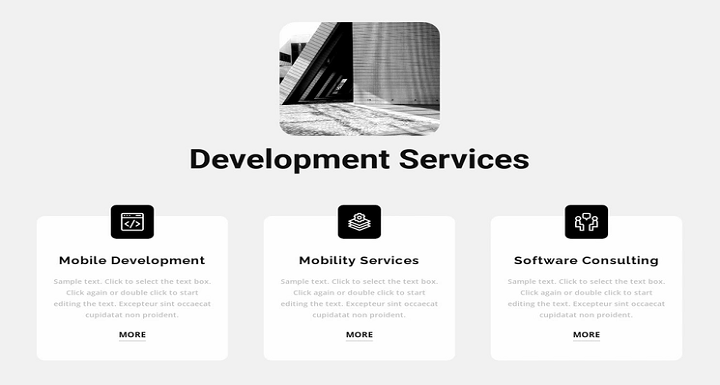 Development Services
Mobile Development
Sample text. Click to select the text box.
Click again or double click to start
editing the text. Excepteur sint occaecat
cupidatat non proident.
MORE
Mobility Services
Sample text. Click to select the text box.
Click again or double click to start
editing the text. Excepteur sint occaecat
cupidatat non proident.
MORE
Software Consulting
Sample text. Click to select the text box.
Click again or double click to start
editing the text. Excepteur sint occaecat
cupidatat non proident.
MORE